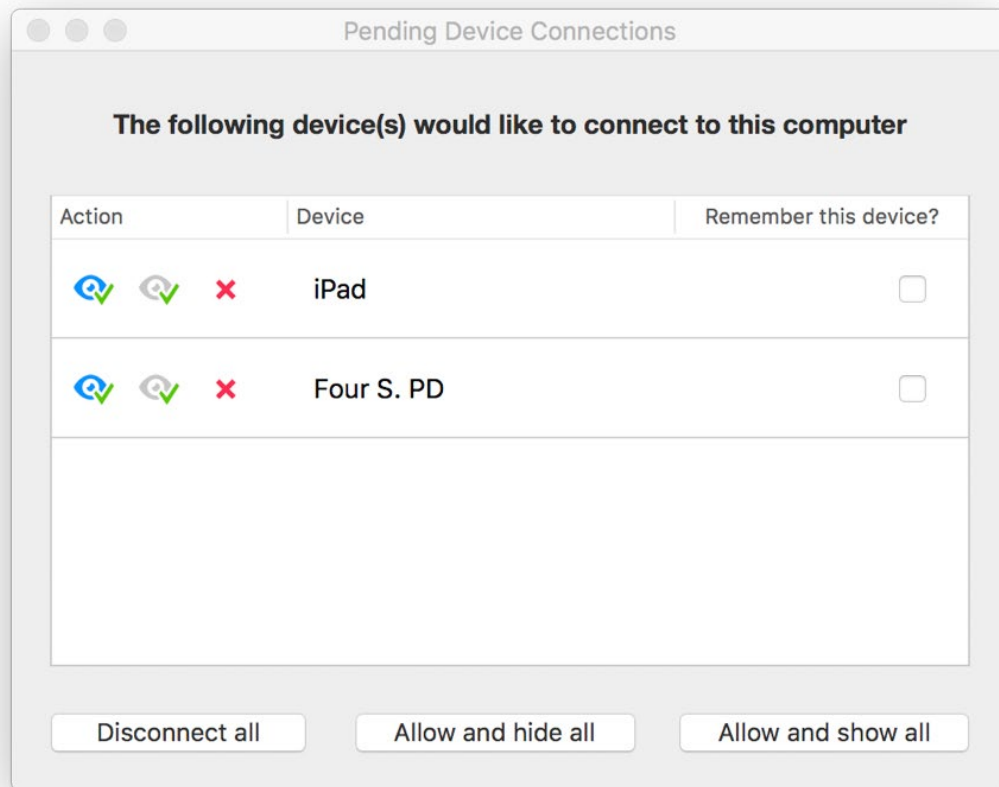 Pending Device Connections
The following device(s) would like to connect to this computer
Action Device Remember this device?
iPad
Four S. PD
Disconnect all Allow and hide all Allow and show all